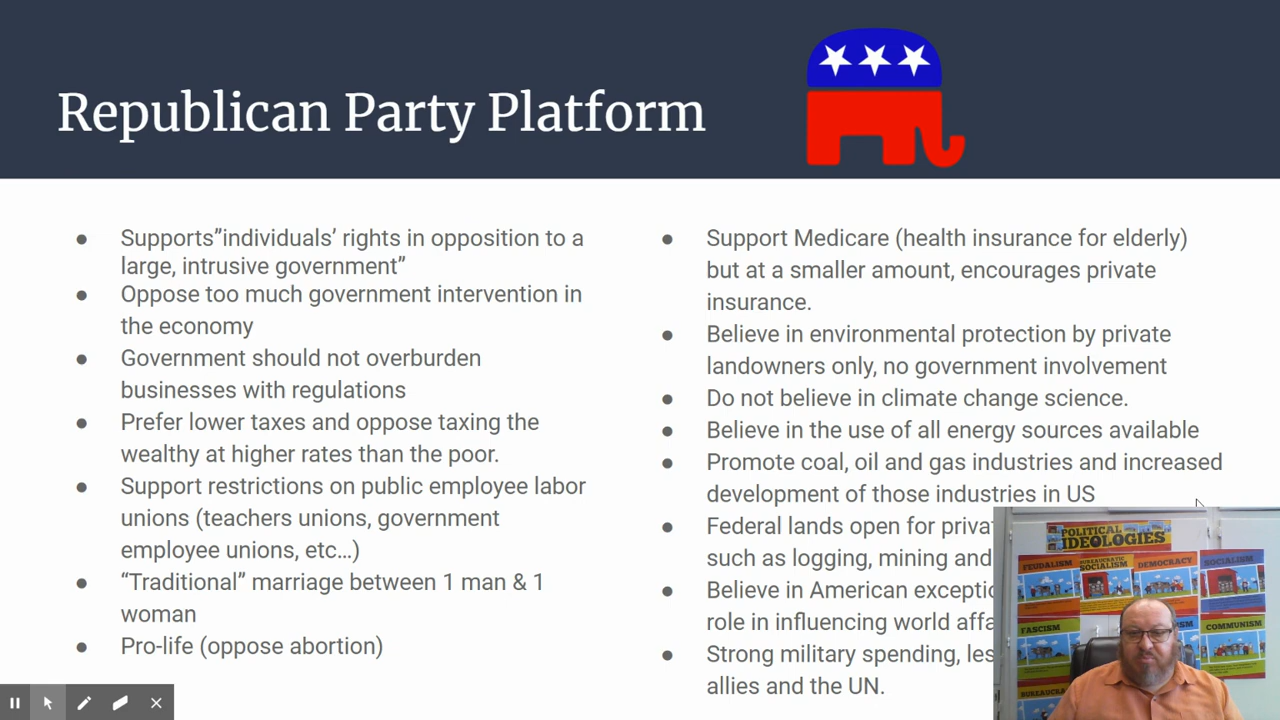 Republican Party Platform
Supports”individuals’ rights in opposition to a
large, intrusive government”
Oppose too much government intervention in
the economy
Government should not overburden
businesses with regulations
Prefer lower taxes and oppose taxing the
wealthy at higher rates than the poor.
Support restrictions on public employee labor
unions (teachers unions, government
employee unions, etc…)
“Traditional” marriage between 1 man & 1
woman
Pro-life (oppose abortion)
Support Medicare (health insurance for elderly)
but at a smaller amount, encourages private
insurance.
Believe in environmental protection by private
landowners only, no government involvement
Do not believe in climate change science.
Believe in the use of all energy sources available
Promote coal, oil and gas industries and increased
development of those industries in US
Federal lands open for
such as logging, mining and
Believe in American
role in influencing world
Strong military spending,
allies and the UN.
POLITICAL
IDEOLOGIES
FEUDALISM
BUREAUCRATIC
SOCIALISM
DEMOCRACY
SOCIALISM
FASCISM
COMMUNISM